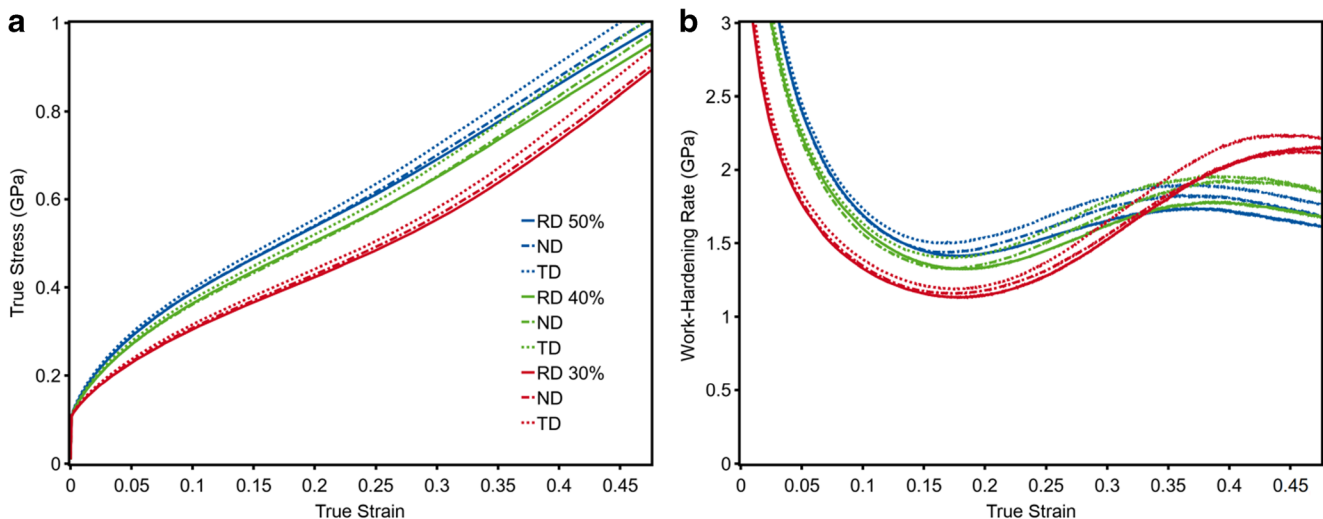 a
1
0.8
0.6
0.4
0.2
0
True Stress (GPa)
RD 50%
ND
TD
RD 40%
ND
TD
RD 30%
ND
TD
0 0.05 0.1 0.15 0.2 0.25 0.3 0.35 0.4 0.45
True Strain
b
3
2.5
2
1.5
1
0.5
0
Work-Hardening Rate (GPa)
0 0.05 0.1 0.15 0.2 0.25 0.3 0.35 0.4 0.45
True Strain